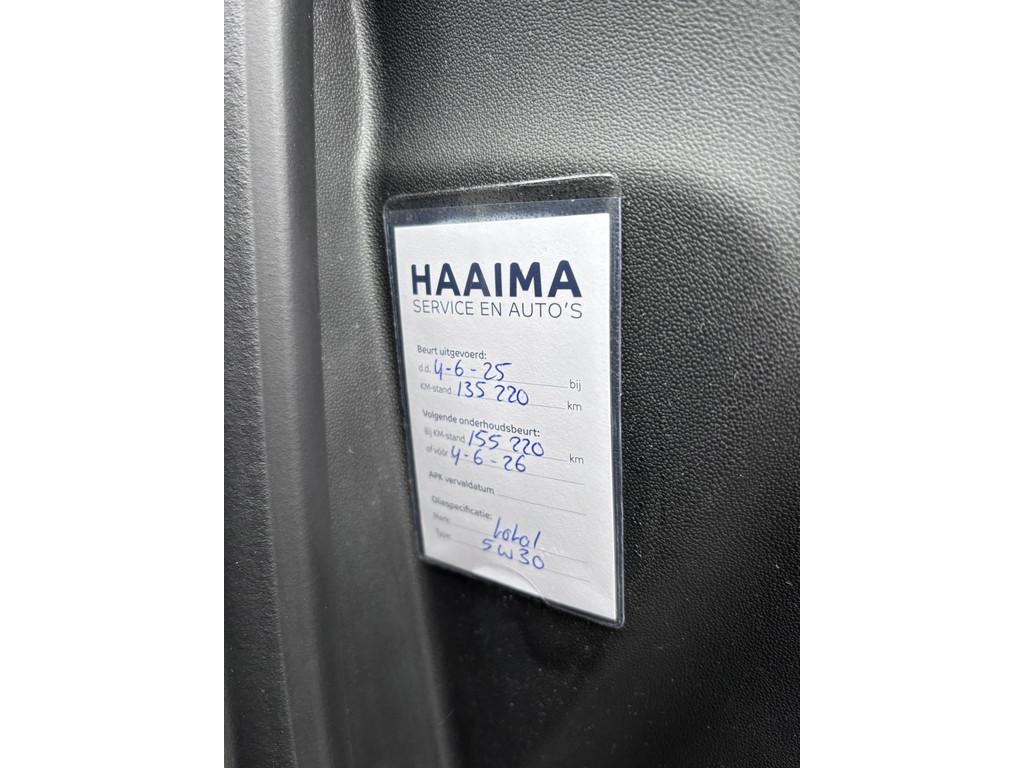 HAAIMA
SERVICE EN AUTO'S
Beurt uitgevoerd:
d.d. 4-6-25 bij
KM-stand 135 220 km
Volgende onderhoudsbeurt:
Bij KM-stand 155 220 km
of vóór 4-6-26
APK vervaldatum
Oliespecificatie:
Merk: total
Type: 5W30